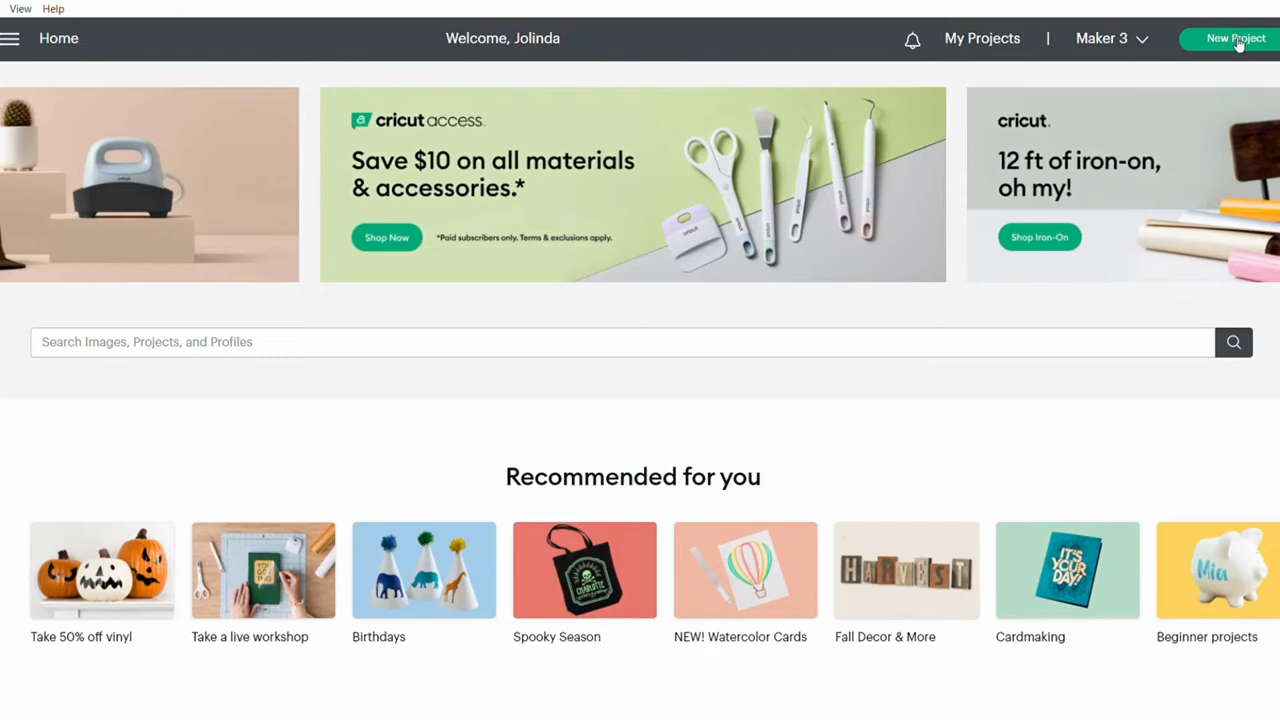 View Help
Home
Welcome, Jolinda
My Projects | Maker 3
New Project
cricut access.
Save $10 on all materials
& accessories.*
Shop Now
*Paid subscribers only. Terms & exclusions apply.
cricut.
12 ft of iron-on,
oh my!
Shop Iron-On
Search Images, Projects, and Profiles
Recommended for you
HARVEST
IT'S
YOUR
DAY!
Mia
Take 50% off vinyl
Take a live workshop
Birthdays
Spooky Season
NEW! Watercolor Cards
Fall Decor & More
Cardmaking
Beginner projects